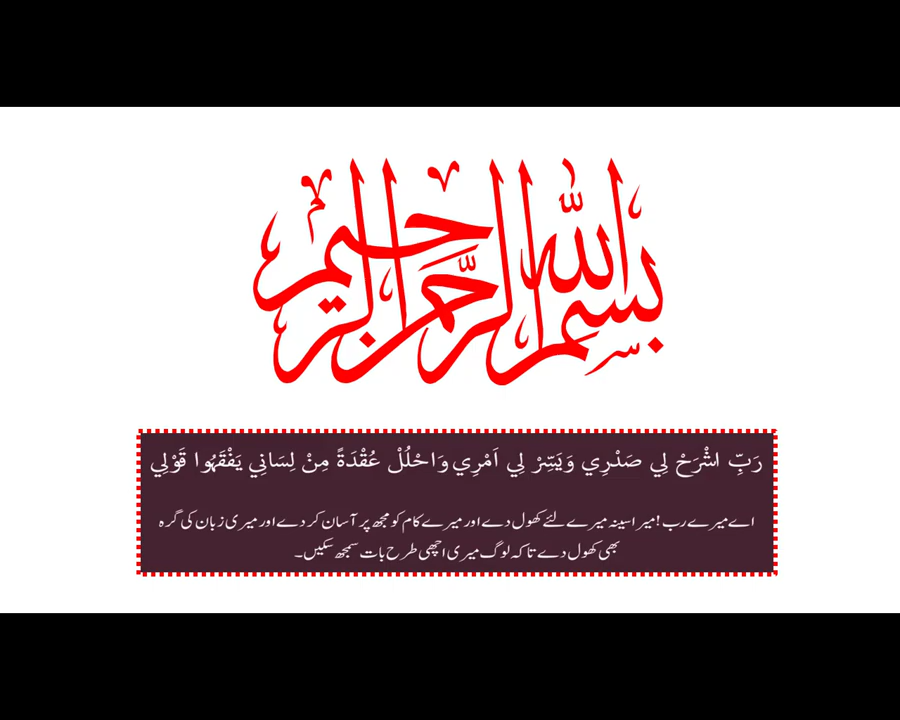 بسم الله الرحمن الرحيم
رَبِّ اشْرَحْ لِي صَدْرِي وَيَسِّرْ لِي اَمْرِي وَاحْلُلْ عُقْدَةً مِنْ لِسَانِي يَفْقَهُوا قَوْلِي
اے میرے رب !میرا سینہ میرے لئے کھول دے اور میرے کام کو مجھ پر آسان کر دے اور میری زبان کی گرہ
بھی کھول دے تاکہ لوگ میری اچھی طرح بات سمجھ سکیں۔